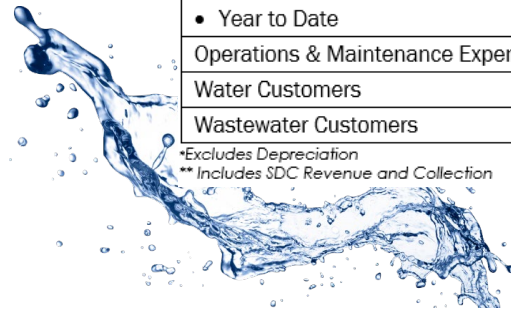 • Year to Date
Operations & Maintenance Exper
Water Customers
Wastewater Customers
*Excludes Depreciation
** Includes SDC Revenue and Collection